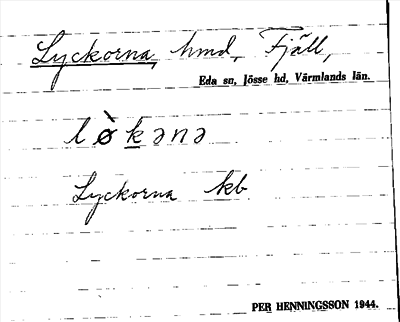 Lyckorna, hmd, Fjäll,
Eda sn, Jösse hd, Värmlands län.
lø̀kənə
Lyckorna kb
PER HENNINGSSON 1944.